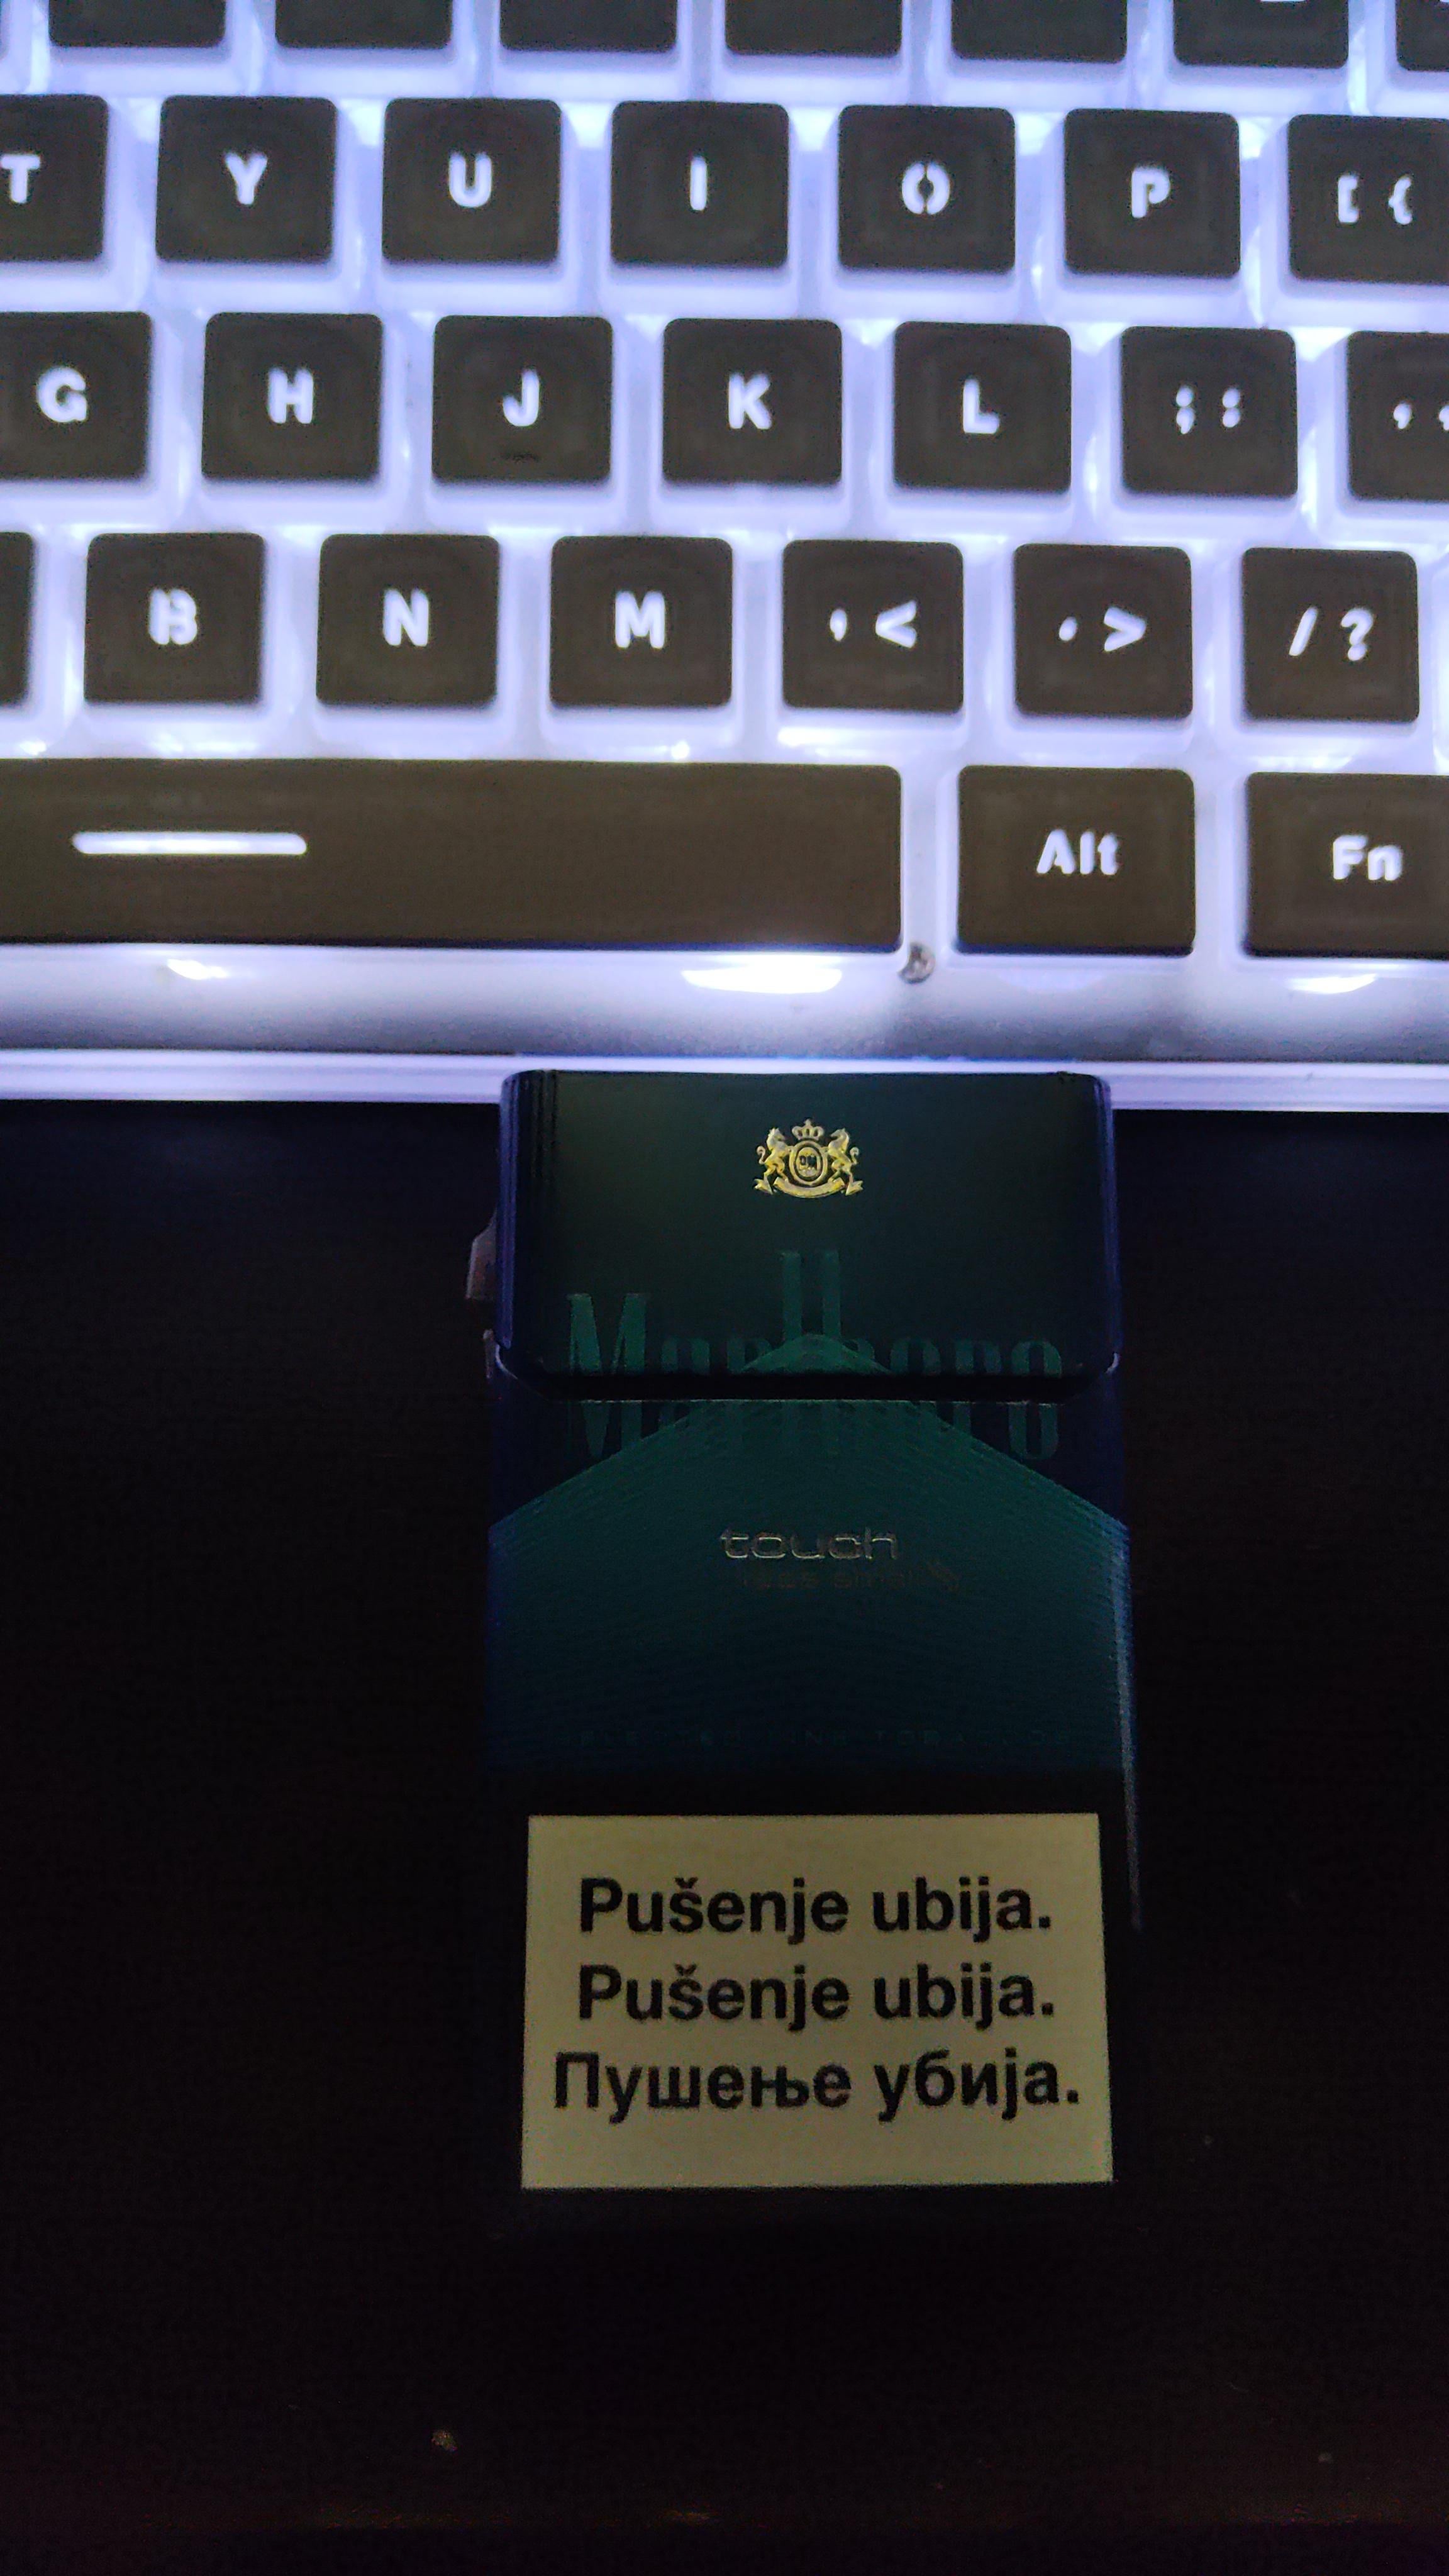 T Y U I O P [ {
G H J K L ; :
B N M , < . > / ?
Alt Fn
Marlboro
touch
Pušenje ubija.
Pušenje ubija.
Пушење убија.